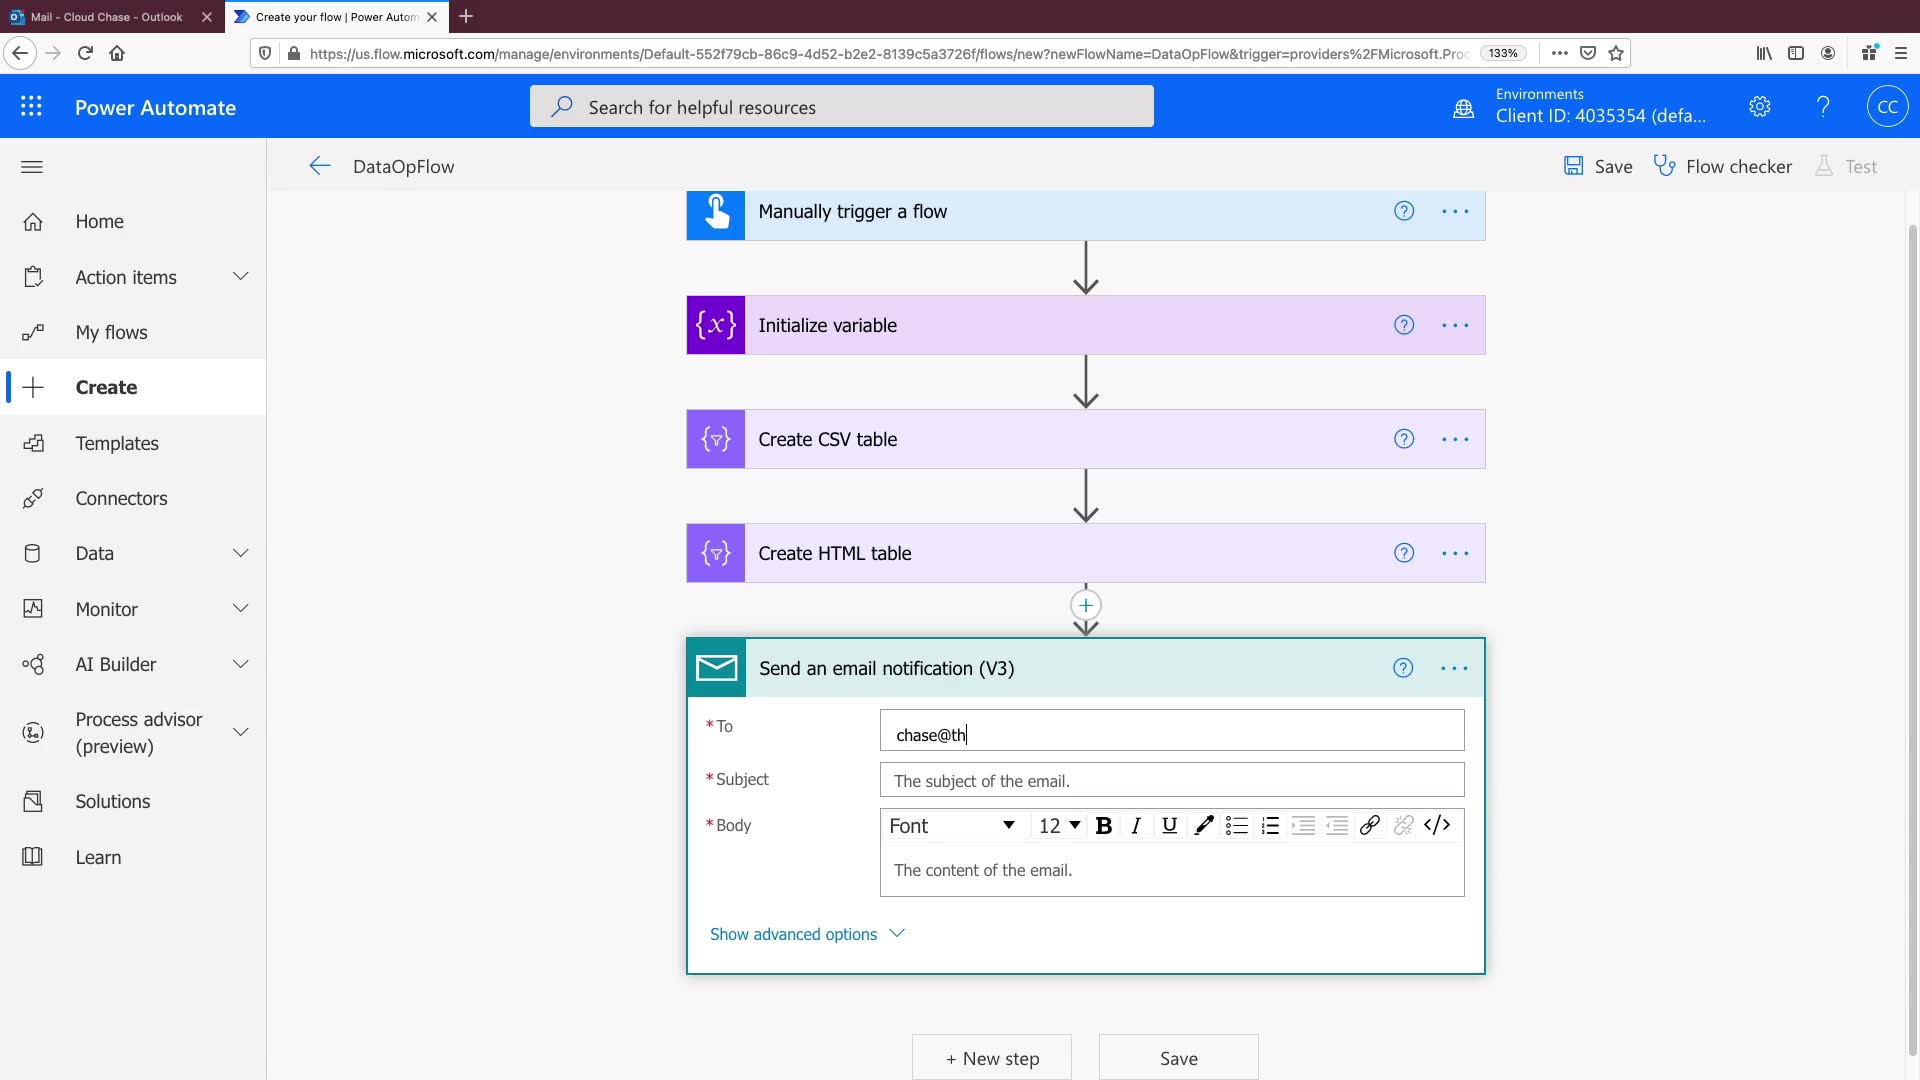 Mail - Cloud Chase - Outlook
Create your flow | Power Autom
https://us.flow.microsoft.com/manage/environments/Default-552f79cb-86c9-4d52-b2e2-8139c5a3726f/flows/new?newFlowName=DataOpFlow&trigger=providers%2FMicrosoft.Proc
133%
Power Automate
Search for helpful resources
Environments
Client ID: 4035354 (defa...
CC
DataOpFlow
Save
Flow checker
Test
Home
Action items
My flows
Create
Templates
Connectors
Data
Monitor
AI Builder
Process advisor
(preview)
Solutions
Learn
Manually trigger a flow
Initialize variable
Create CSV table
Create HTML table
Send an email notification (V3)
* To
chase@th
* Subject
The subject of the email.
* Body
Font
12
B I U
The content of the email.
Show advanced options
+ New step
Save